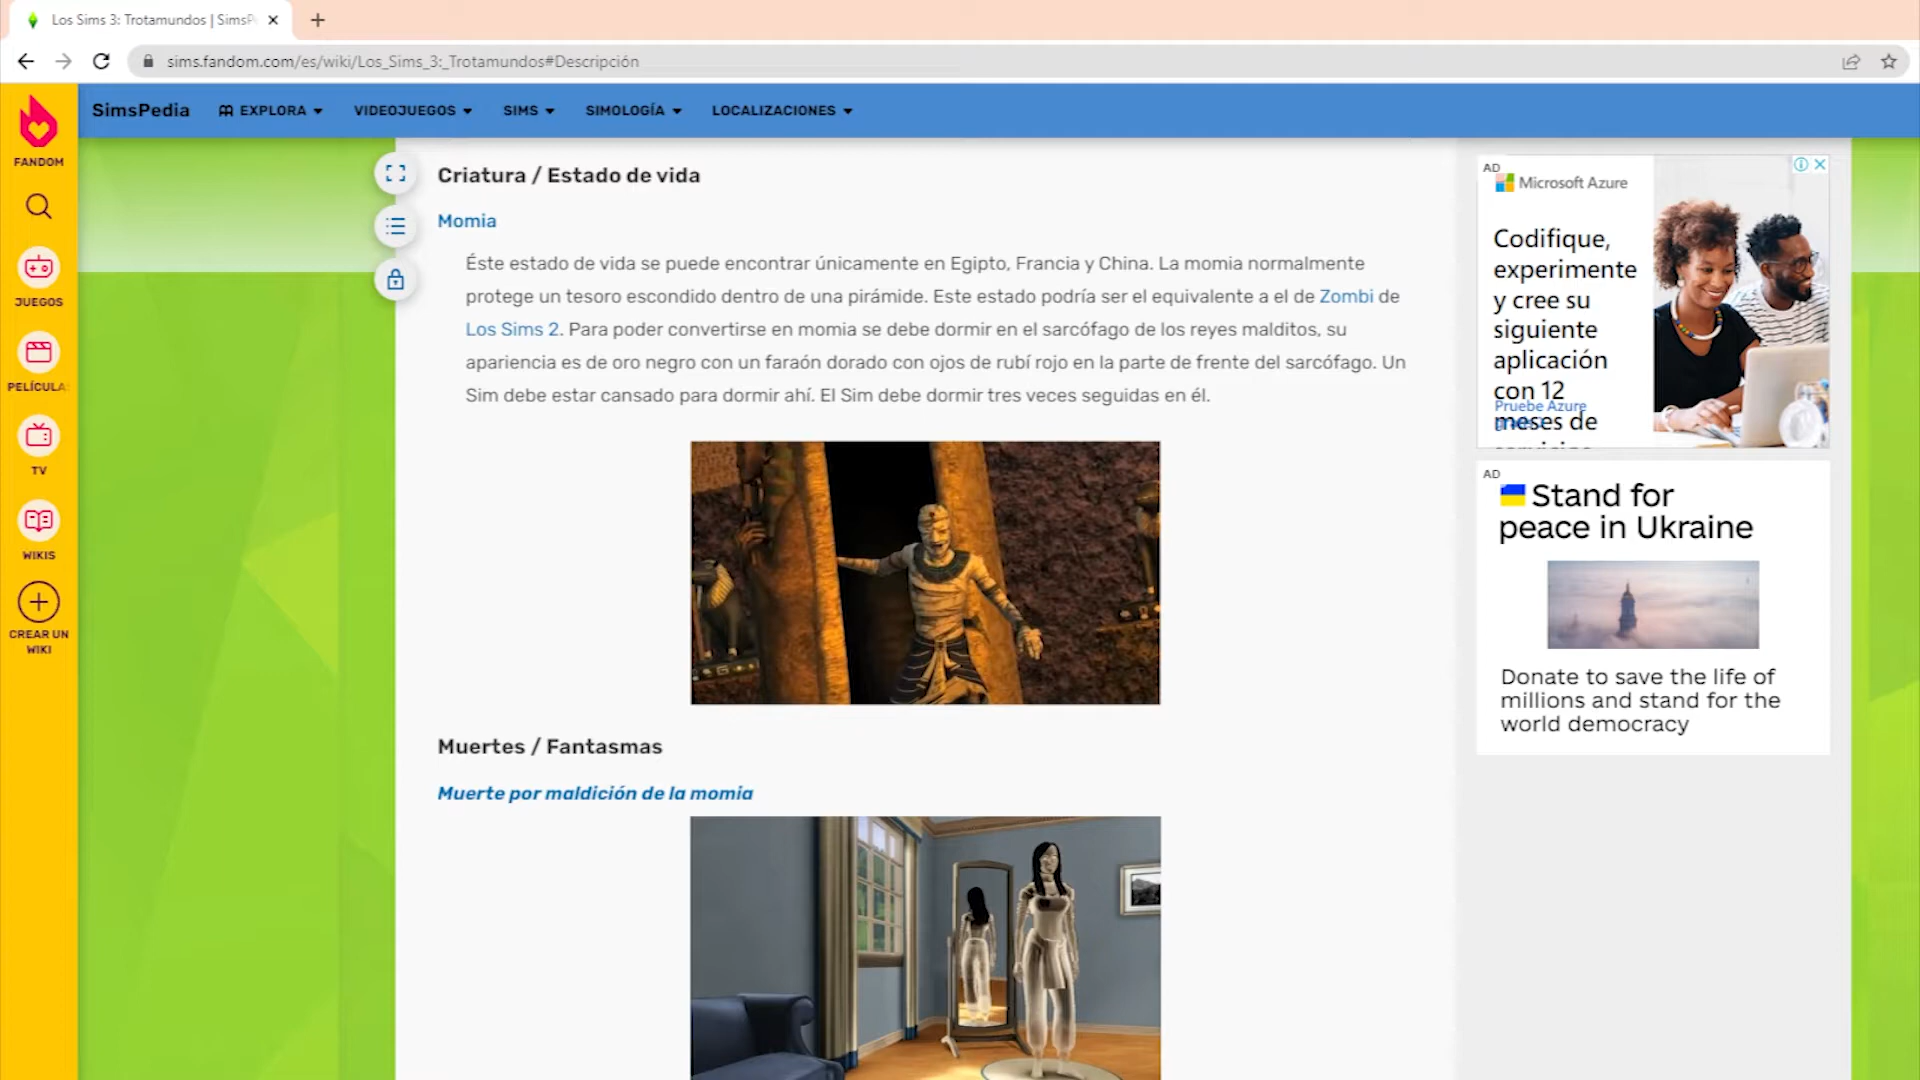 Los Sims 3: Trotamundos | SimsP
sims.fandom.com/es/wiki/Los_Sims_3:_Trotamundos#Descripción
FANDOM
JUEGOS
PELÍCULA
TV
WIKIS
CREAR UN
WIKI
SimsPedia EXPLORA VIDEOJUEGOS SIMS SIMOLOGÍA LOCALIZACIONES
Criatura / Estado de vida
Momia
Éste estado de vida se puede encontrar únicamente en Egipto, Francia y China. La momia normalmente
protege un tesoro escondido dentro de una pirámide. Este estado podría ser el equivalente a el de Zombi de
Los Sims 2. Para poder convertirse en momia se debe dormir en el sarcófago de los reyes malditos, su
apariencia es de oro negro con un faraón dorado con ojos de rubí rojo en la parte de frente del sarcófago. Un
Sim debe estar cansado para dormir ahí. El Sim debe dormir tres veces seguidas en él.
Muertes / Fantasmas
Muerte por maldición de la momia
AD
Microsoft Azure
Codifique,
experimente
y cree su
siguiente
aplicación
con 12
Pruebe Azure
meses de
AD
Stand for
peace in Ukraine
Donate to save the life of
millions and stand for the
world democracy